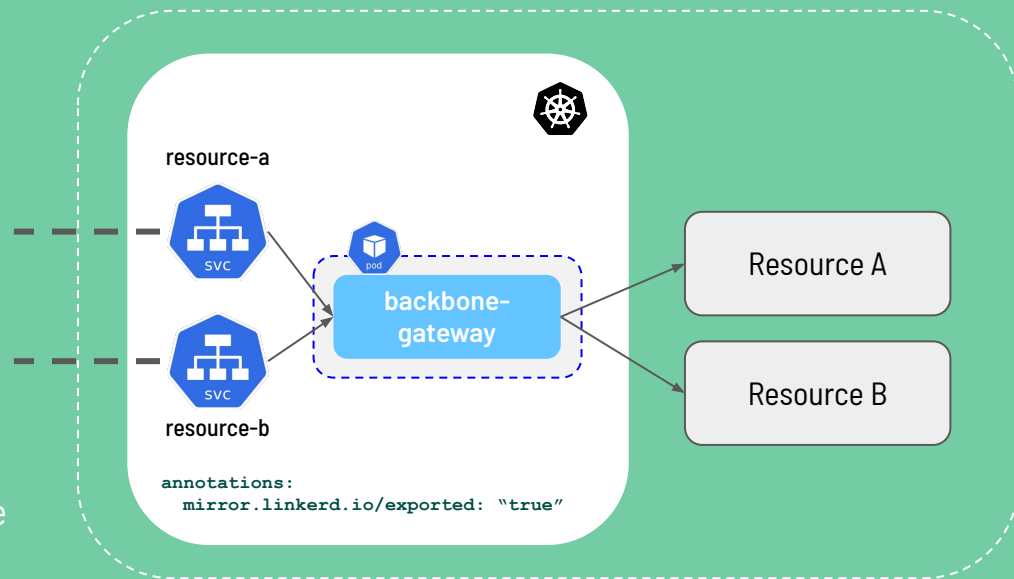 resource-a
svc
pod
backbone-
gateway
Resource A
svc
Resource B
resource-b
annotations:
  mirror.linkerd.io/exported: “true”
e